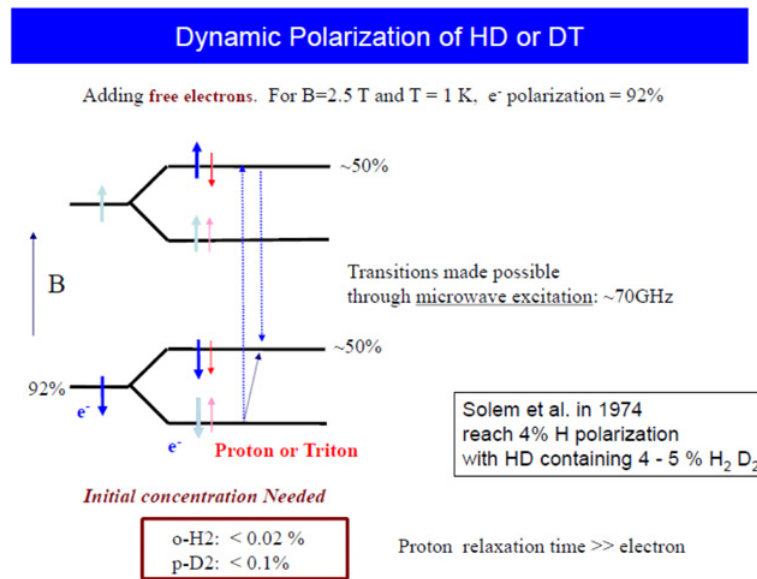 Dynamic Polarization of HD or DT
Adding free electrons. For B=2.5 T and T = 1 K, e- polarization = 92%
~50%
B
Transitions made possible
through microwave excitation: ~70GHz
~50%
92%
e-
e-
Proton or Triton
Solem et al. in 1974
reach 4% H polarization
with HD containing 4 - 5 % H2 D2
Initial concentration Needed
o-H2: < 0.02 %
p-D2: < 0.1%
Proton relaxation time >> electron